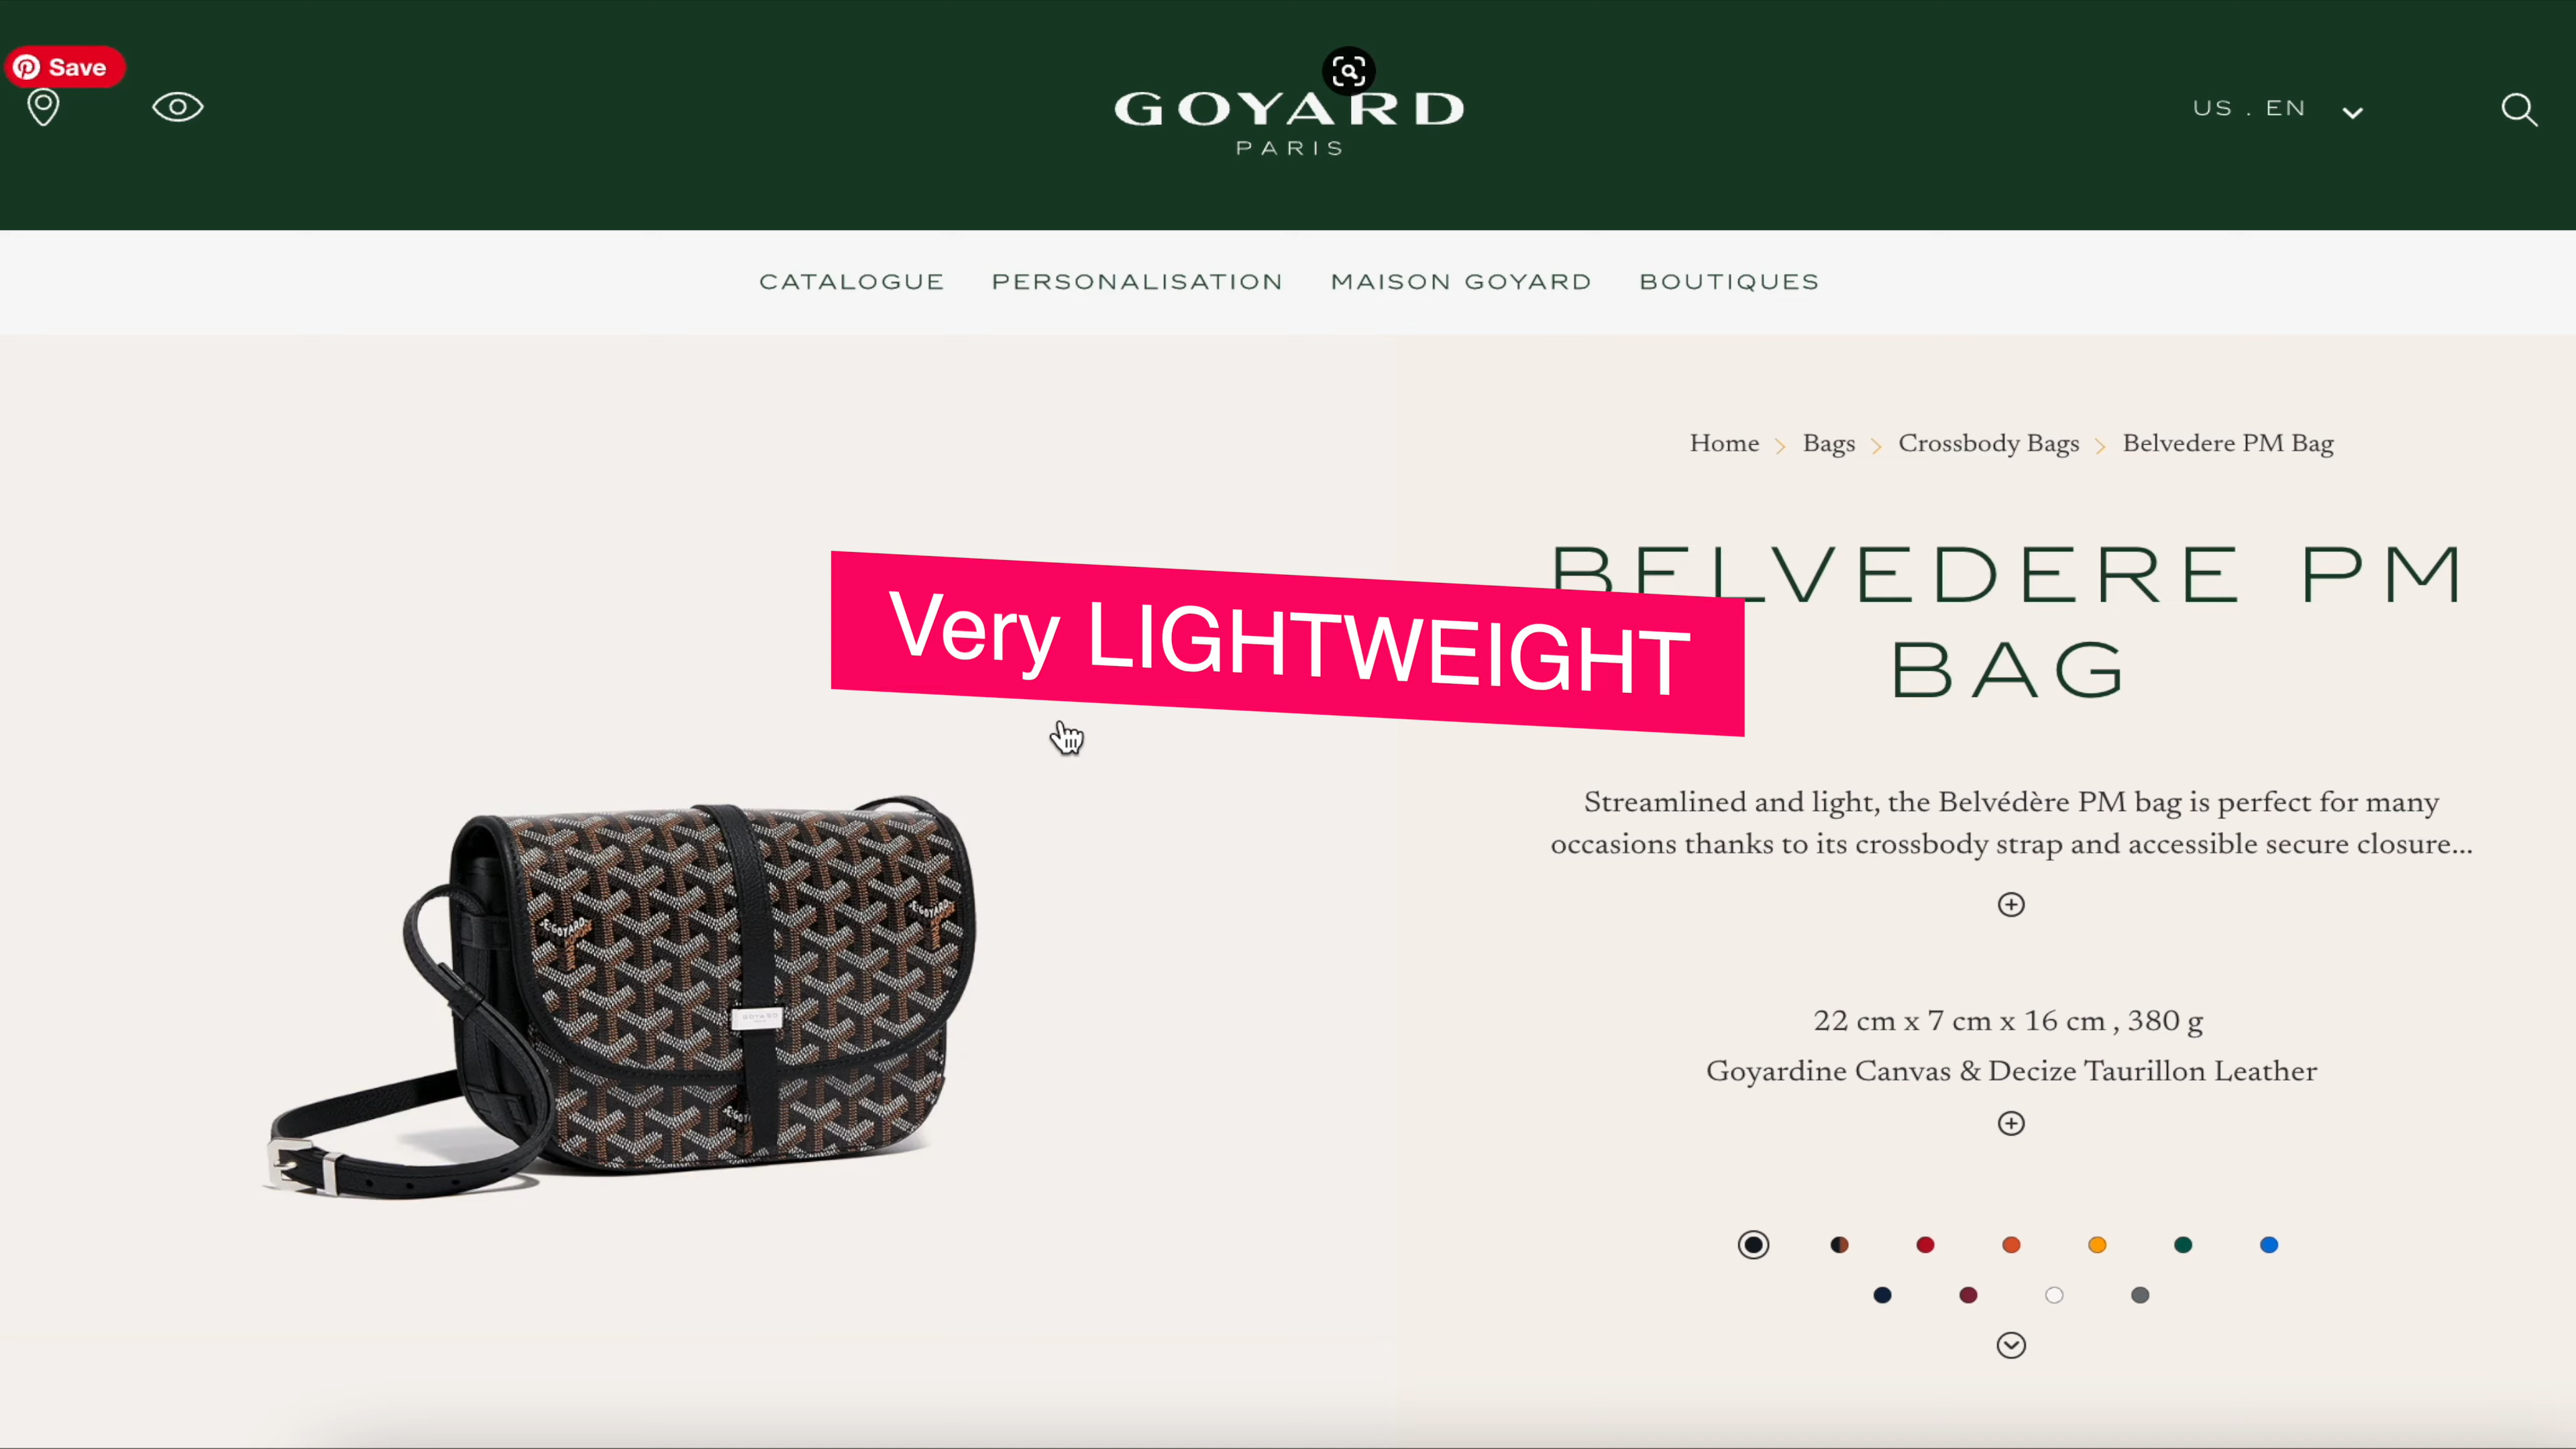 Save
GOYARD
PARIS
US . EN
CATALOGUE PERSONALISATION MAISON GOYARD BOUTIQUES
Home > Bags > Crossbody Bags > Belvedere PM Bag
BELVEDERE PM
BAG
Very LIGHTWEIGHT
Streamlined and light, the Belvédère PM bag is perfect for many
occasions thanks to its crossbody strap and accessible secure closure...
GOYARD
22 cm x 7 cm x 16 cm , 380 g
Goyardine Canvas & Decize Taurillon Leather